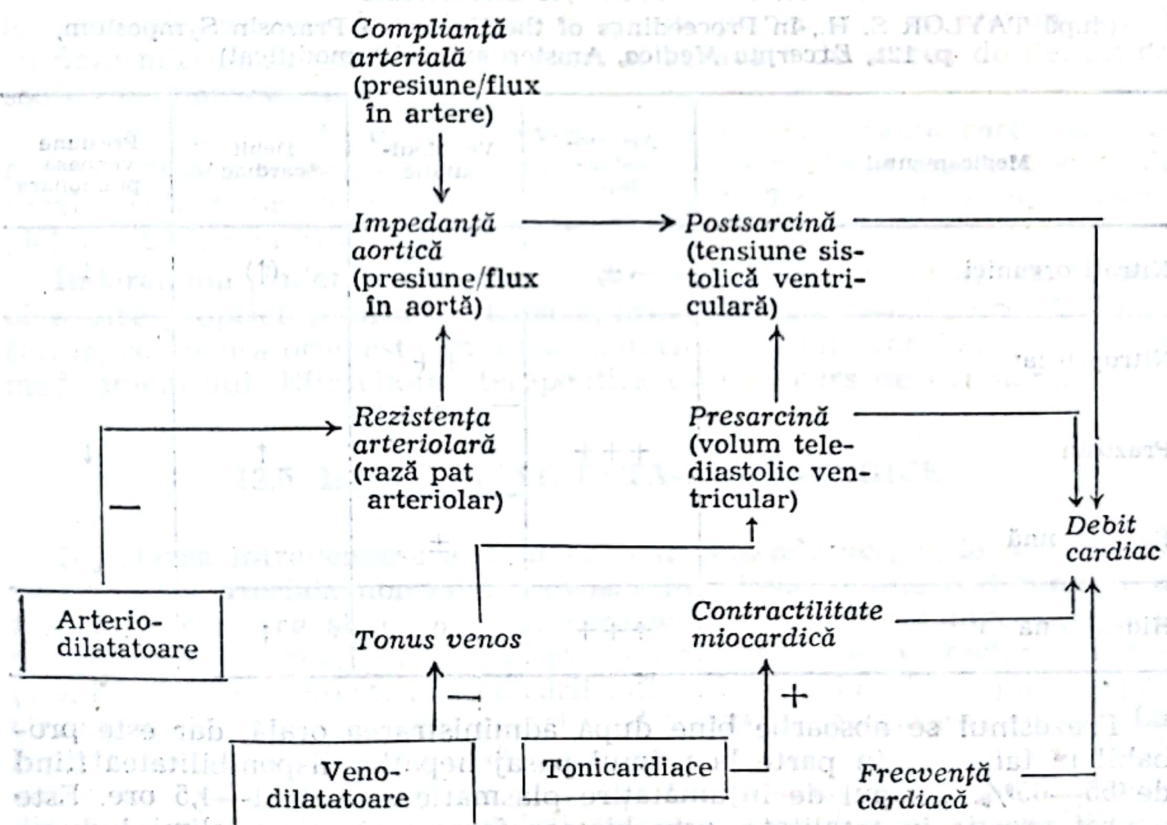 Complianță
arterială
(presiune/flux
în artere)
Impedanță
aortică
(presiune/flux
în aortă)
Postsarcină
(tensiune sis-
tolică ventri-
culară)
Rezistența
arteriolară
(rază pat
arteriolar)
Presarcină
(volum tele-
diastolic ven-
tricular)
Debit
cardiac
—
Arterio-
dilatatoare
Tonus venos
Contractilitate
miocardică
—
+
Veno-
dilatatoare
Tonicardiace
Frecvență
cardiacă